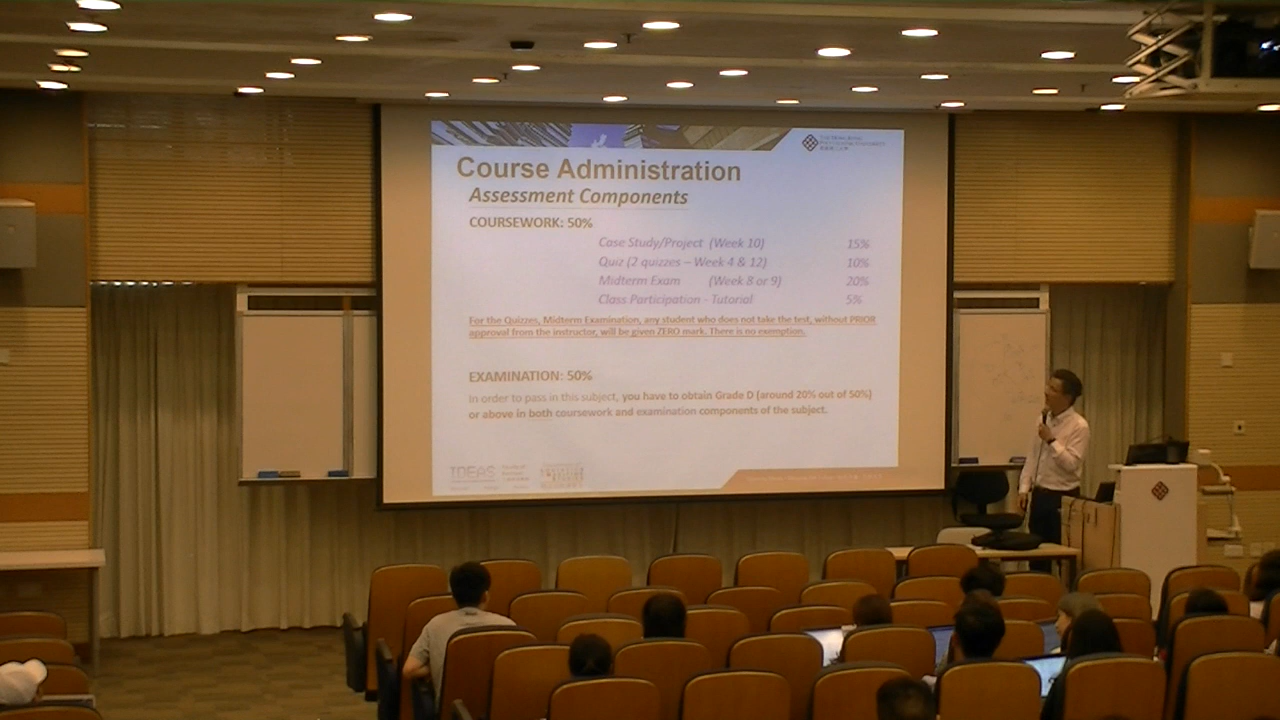 Course Administration
Assessment Components
COURSEWORK: 50%
Case Study/Project (Week 10) 15%
Quiz (2 quizzes – Week 4 & 12) 10%
Midterm Exam (Week 8 or 9) 20%
Class Participation - Tutorial 5%
For the Quizzes, Midterm Examination, any student who does not take the test, without PRIOR
approval from the instructor, will be given ZERO mark. There is no exemption.
EXAMINATION: 50%
In order to pass in this subject, you have to obtain Grade D (around 20% out of 50%)
or above in both coursework and examination components of the subject.